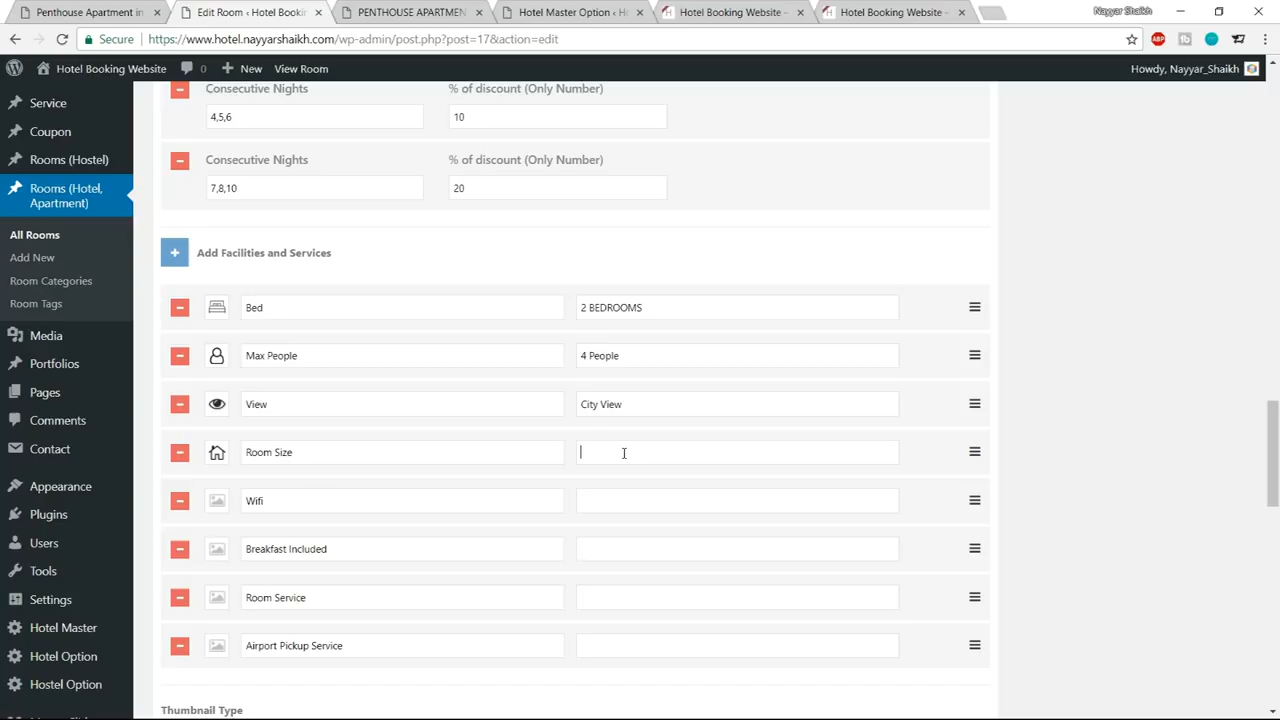 Penthouse Apartment in
Edit Room ‹ Hotel Bookin
PENTHOUSE APARTMEN
Hotel Master Option ‹ H
Hotel Booking Website –
Hotel Booking Website –
Nayyar Shaikh
Secure
https://www.hotel.nayyarshaikh.com/wp-admin/post.php?post=17&action=edit
ABP
Hotel Booking Website
0
New
View Room
Howdy, Nayyar_Shaikh
Service
Coupon
Rooms (Hostel)
Rooms (Hotel,
Apartment)
All Rooms
Add New
Room Categories
Room Tags
Media
Portfolios
Pages
Comments
Contact
Appearance
Plugins
Users
Tools
Settings
Hotel Master
Hotel Option
Hostel Option
Consecutive Nights
% of discount (Only Number)
4,5,6
10
Consecutive Nights
% of discount (Only Number)
7,8,10
20
Add Facilities and Services
Bed
2 BEDROOMS
Max People
4 People
View
City View
Room Size
Wifi
Breakfast Included
Room Service
Airport Pickup Service
Thumbnail Type